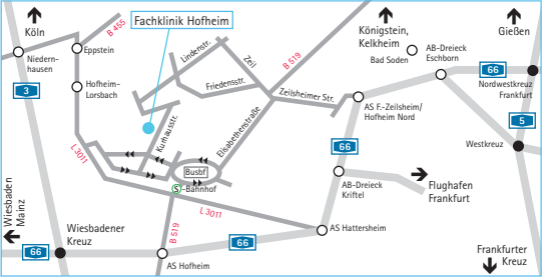 Köln
B 455
Fachklinik Hofheim
Königstein,
Kelkheim
Gießen
Niedern-
hausen
Eppstein
Lindenstr.
Zeil
B 519
Bad Soden
AB-Dreieck
Eschborn
66
Nordwestkreuz
Frankfurt
3
Hofheim-
Lorsbach
Friedensstr.
Zeilsheimer Str.
AS F.-Zeilsheim/
Hofheim Nord
5
Kurhausstr.
Elisabethenstraße
L3011
66
Westkreuz
Busbf
S-Bahnhof
AB-Dreieck
Kriftel
Flughafen
Frankfurt
Wiesbaden
Mainz
L 3011
Wiesbadener
Kreuz
B 519
AS Hattersheim
66
66
AS Hofheim
Frankfurter
Kreuz